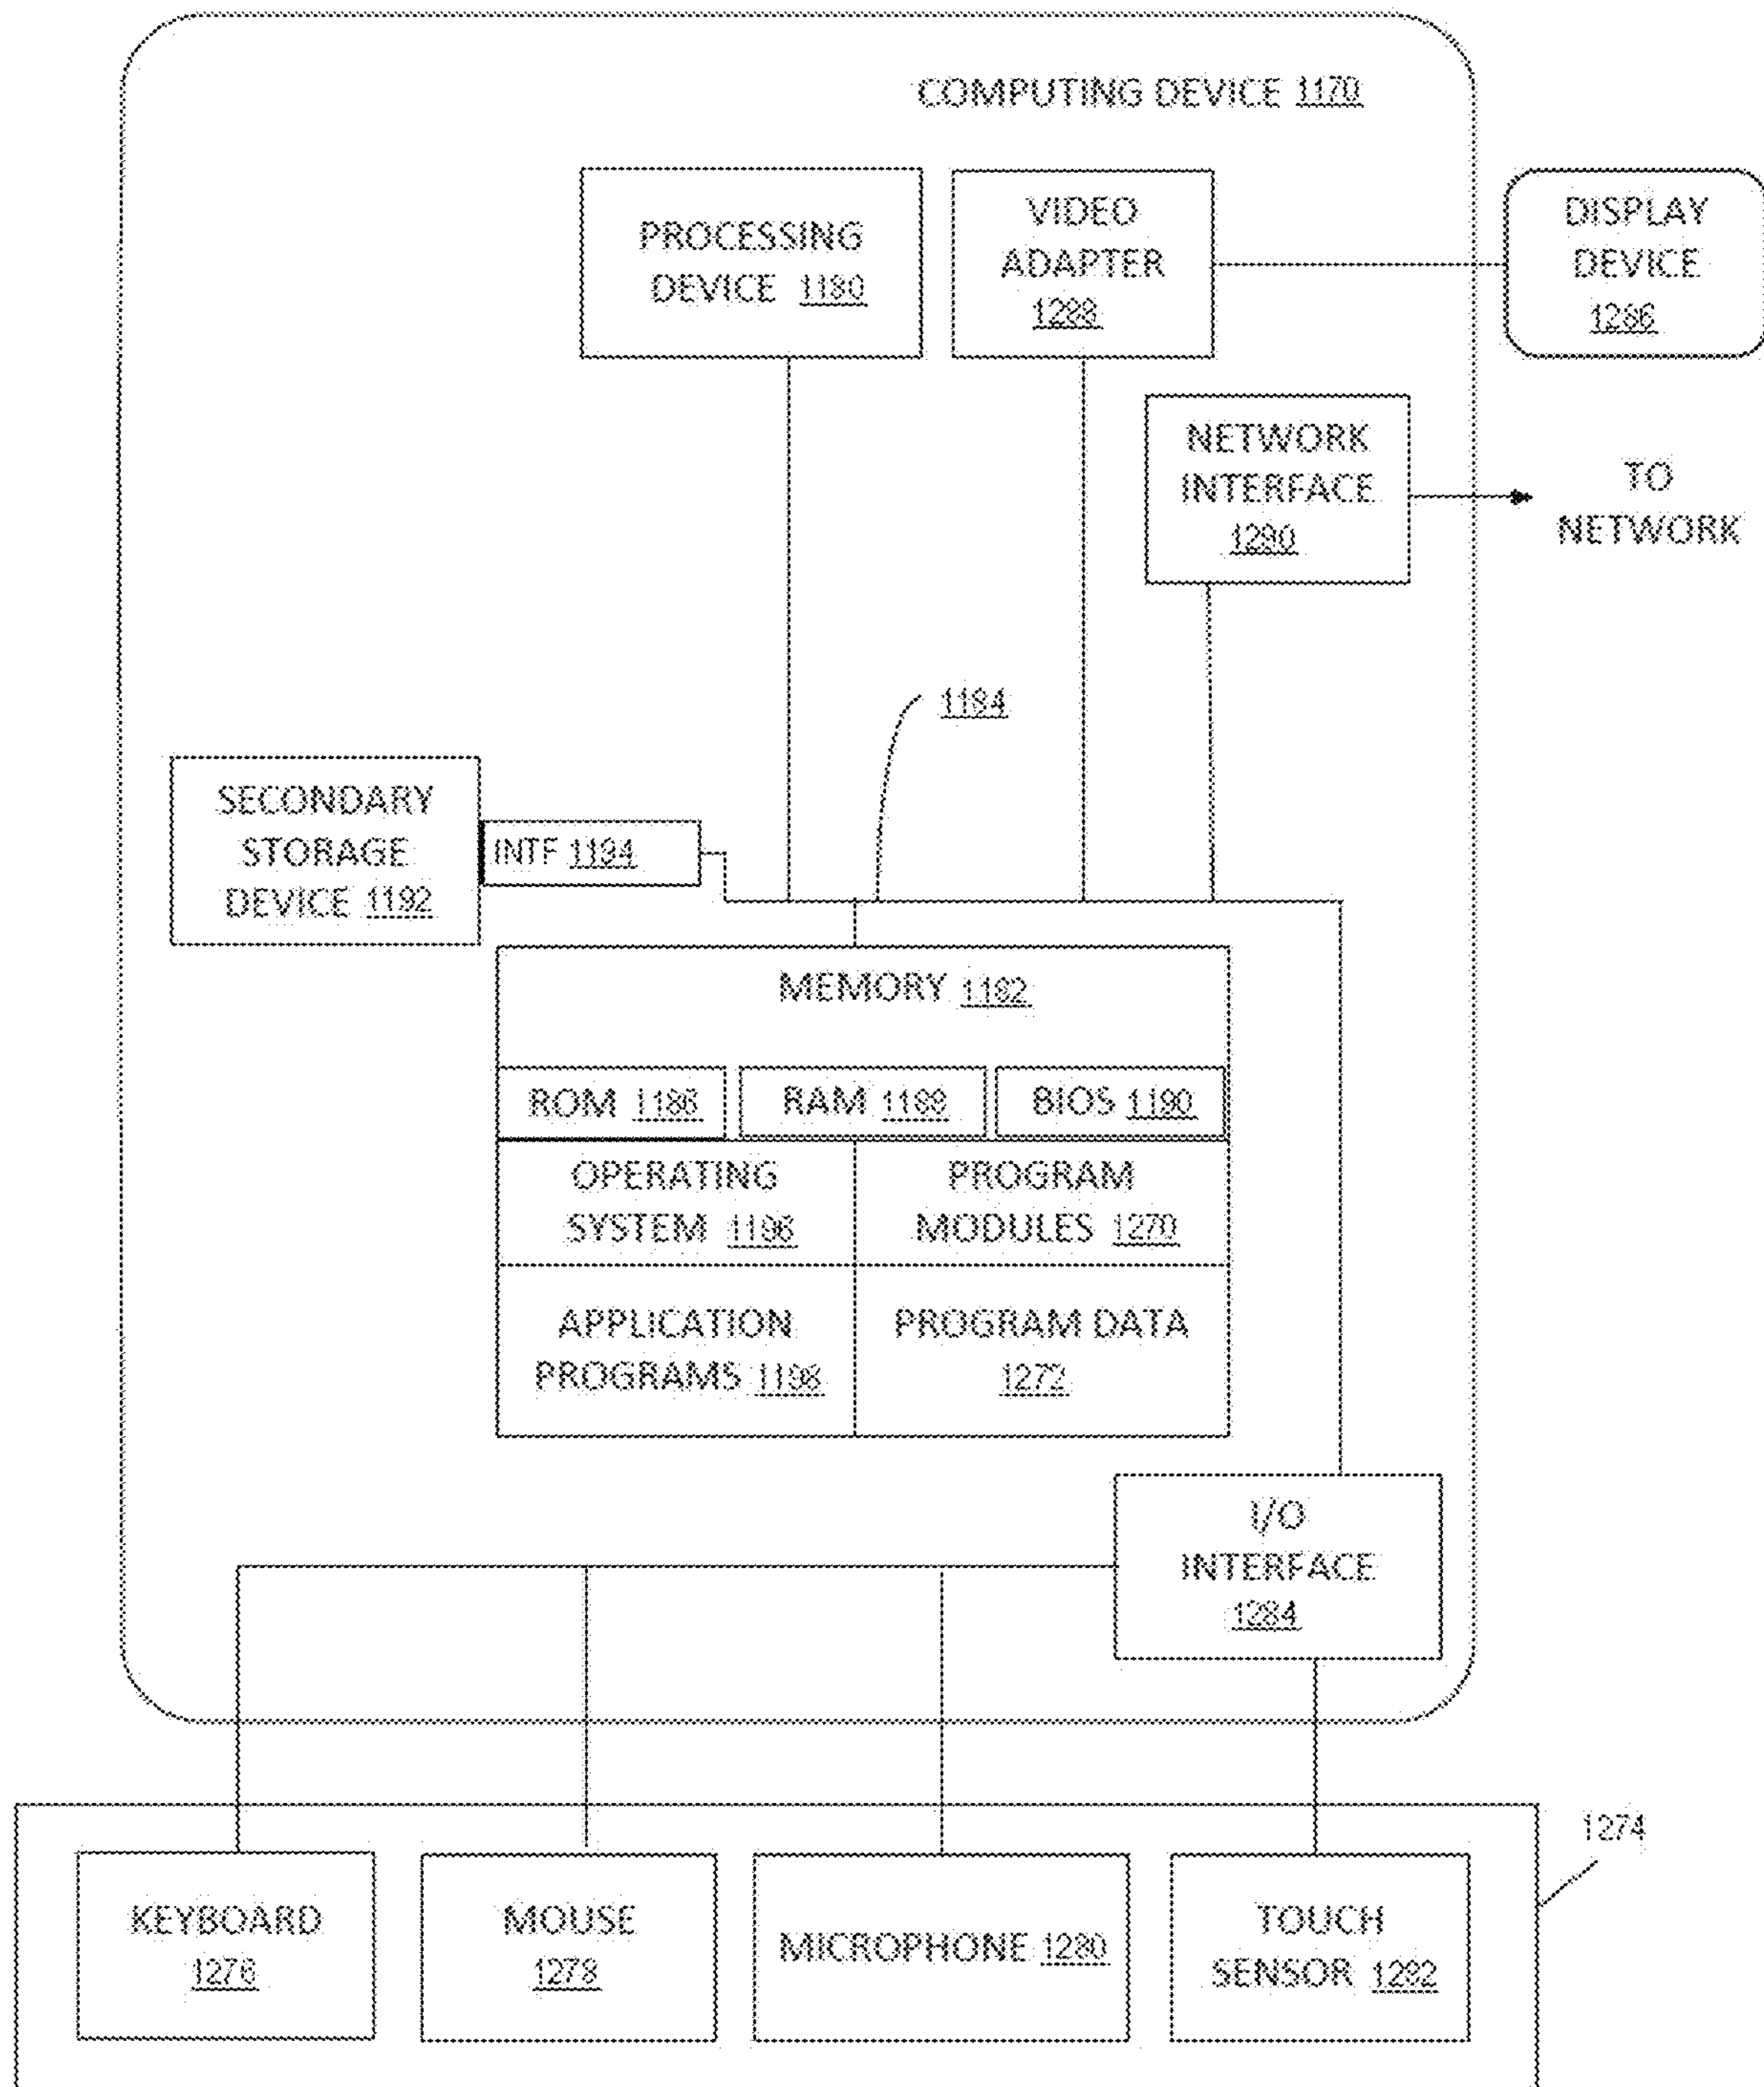 COMPUTING DEVICE 1170
PROCESSING
DEVICE 1180
VIDEO
ADAPTER
1288
DISPLAY
DEVICE
1286
NETWORK
INTERFACE
1290
TO
NETWORK
1184
SECONDARY
STORAGE
DEVICE 1192
INTF 1194
MEMORY 1182
ROM 1186
RAM 1188
BIOS 1190
OPERATING
SYSTEM 1196
PROGRAM
MODULES 1270
APPLICATION
PROGRAMS 1198
PROGRAM DATA
1272
I/O
INTERFACE
1284
1274
KEYBOARD
1276
MOUSE
1278
MICROPHONE 1280
TOUCH
SENSOR 1282